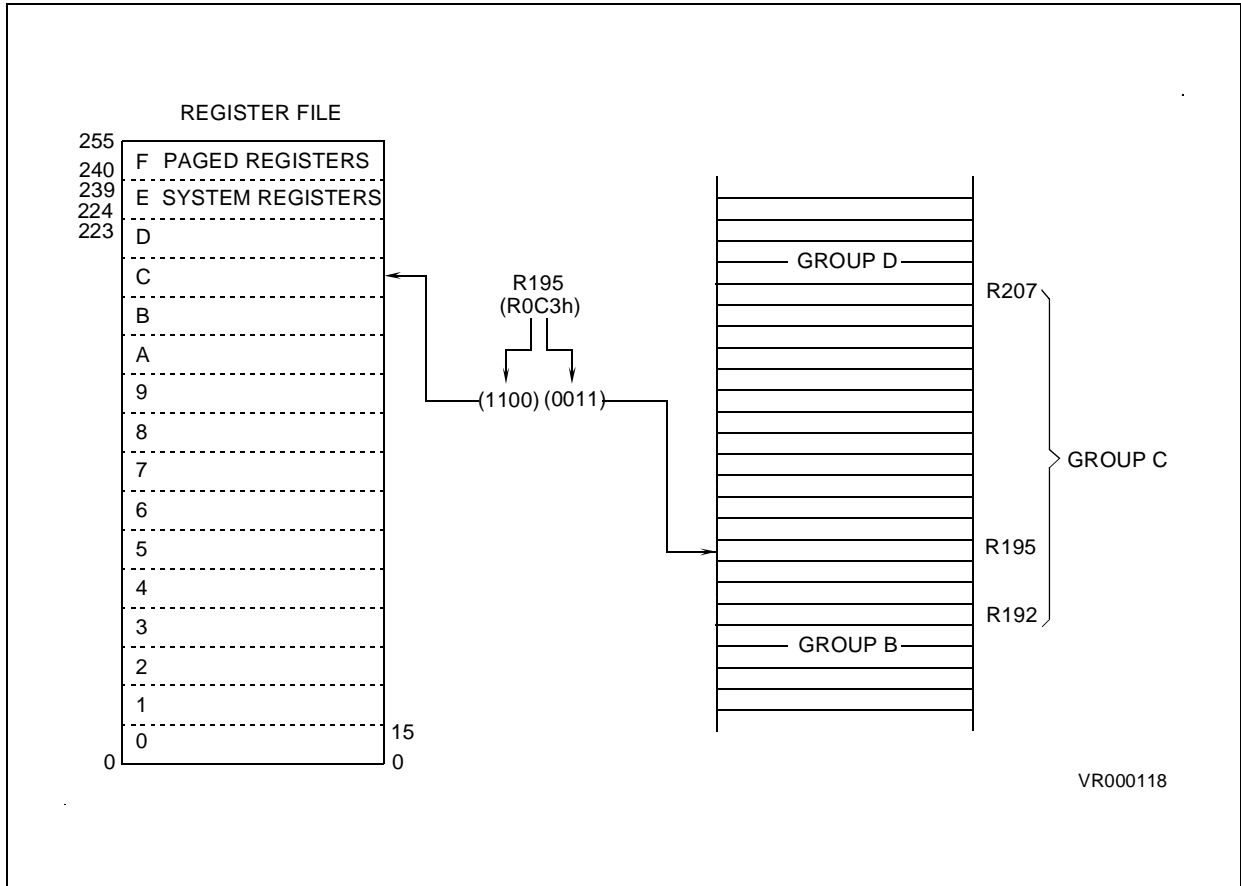 REGISTER FILE
255
240
239
224
223
F PAGED REGISTERS
E SYSTEM REGISTERS
D
C
B
A
9
8
7
6
5
4
3
2
1
0
15
0
0
R195
(R0C3h)
(1100) (0011)
GROUP D
R207
GROUP C
R195
R192
GROUP B
VR000118